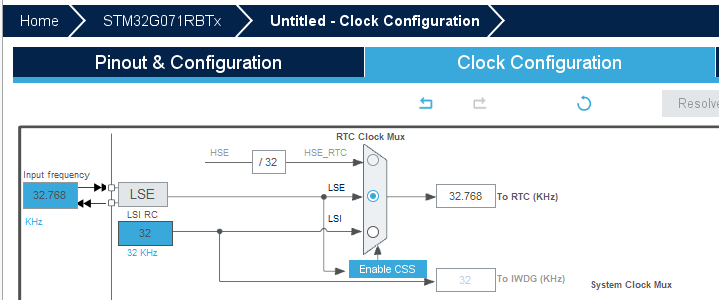 Home STM32G071RBTx Untitled - Clock Configuration
Pinout & Configuration Clock Configuration
Resolve
RTC Clock Mux
HSE / 32 HSE_RTC
Input frequency
32.768 LSE LSE 32.768 To RTC (KHz)
KHz
LSI RC LSI
32
32 KHz
Enable CSS
32 To IWDG (KHz)
System Clock Mux